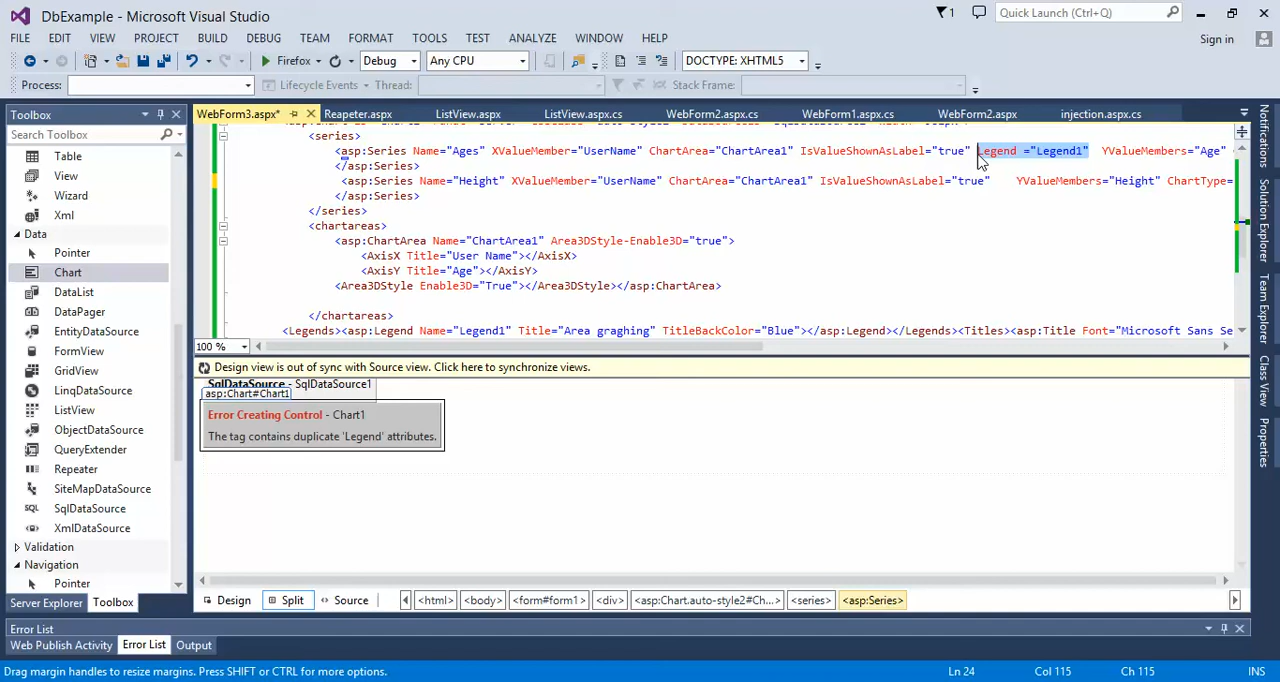 DbExample - Microsoft Visual Studio
1
Quick Launch (Ctrl+Q)
FILE EDIT VIEW PROJECT BUILD DEBUG TEAM FORMAT TOOLS TEST ANALYZE WINDOW HELP
Sign in
Firefox Debug Any CPU DOCTYPE: XHTML5
Process: Lifecycle Events Thread: Stack Frame:
Toolbox
WebForm3.aspx* Reapeter.aspx ListView.aspx ListView.aspx.cs WebForm2.aspx WebForm1.aspx.cs WebForm2.aspx injection.aspx.cs
Search Toolbox
Table
View
Wizard
Xml
Data
Pointer
Chart
DataList
DataPager
EntityDataSource
FormView
GridView
LinqDataSource
ListView
ObjectDataSource
QueryExtender
Repeater
SiteMapDataSource
SqlDataSource
XmlDataSource
Validation
Navigation
Pointer
Server Explorer Toolbox
<series>
<asp:Series Name="Ages" XValueMember="UserName" ChartArea="ChartArea1" IsValueShownAsLabel="true" Legend ="Legend1" YValueMembers="Age"
</asp:Series>
<asp:Series Name="Height" XValueMember="UserName" ChartArea="ChartArea1" IsValueShownAsLabel="true" YValueMembers="Height" ChartType=
</asp:Series>
</series>
<chartareas>
<asp:ChartArea Name="ChartArea1" Area3DStyle-Enable3D="true">
<AxisX Title="User Name"></AxisX>
<AxisY Title="Age"></AxisY>
<Area3DStyle Enable3D="True"></Area3DStyle></asp:ChartArea>
</chartareas>
<Legends><asp:Legend Name="Legend1" Title="Area graghing" TitleBackColor="Blue"></asp:Legend></Legends><Titles><asp:Title Font="Microsoft Sans Se
100 %
Design view is out of sync with Source view. Click here to synchronize views.
SqlDataSource - SqlDataSource1
asp:Chart#Chart1
Error Creating Control - Chart1
The tag contains duplicate 'Legend' attributes.
Design Split Source <html> <body> <form#form1> <div> <asp:Chart.auto-style2#Ch...> <series> <asp:Series>
Notifications
Solution Explorer
Team Explorer
Class View
Properties
Error List
Web Publish Activity Error List Output
Drag margin handles to resize margins. Press SHIFT or CTRL for more options. Ln 24 Col 115 Ch 115 INS